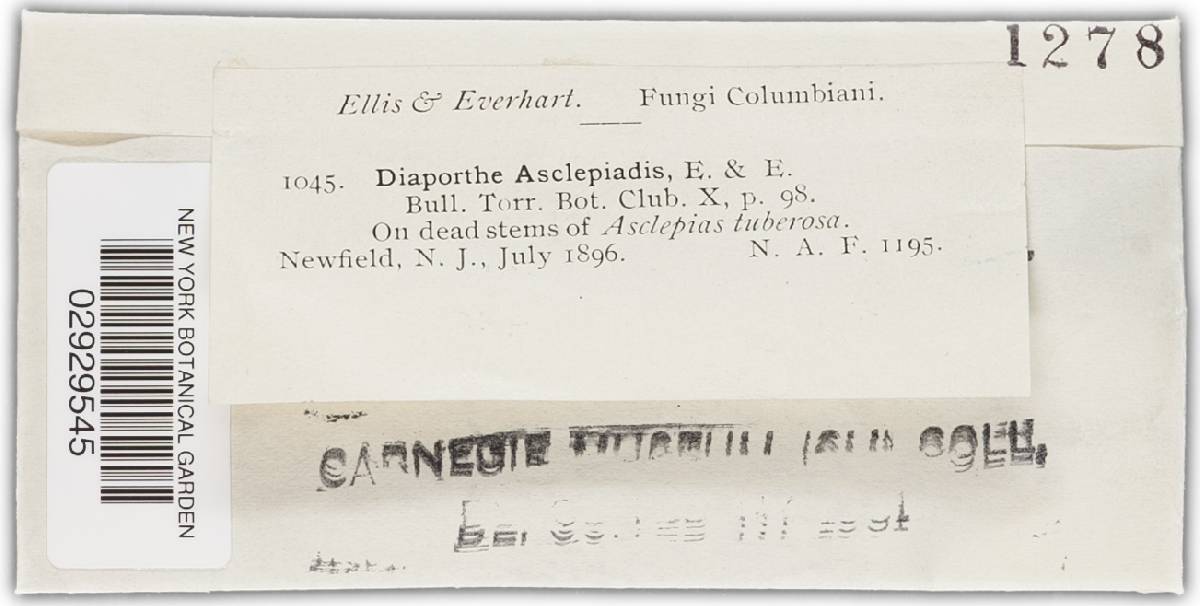 1278
Ellis & Everhart. Fungi Columbiani.
1045. Diaporthe Asclepiadis, E. & E.
Bull. Torr. Bot. Club. X, p. 98.
On dead stems of Asclepias tuberosa.
Newfield, N. J., July 1896. N. A. F. 1195.
NEW YORK BOTANICAL GARDEN
02929545
CARNEGIE